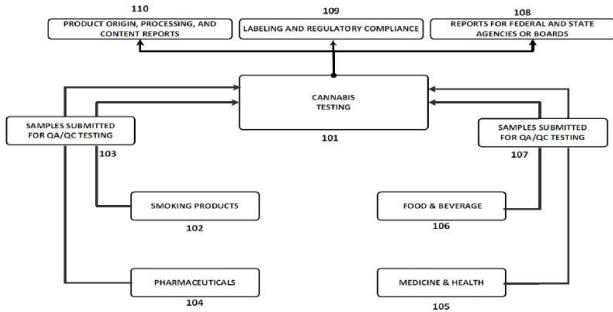 110
109
108
PRODUCT ORIGIN, PROCESSING, AND
CONTENT REPORTS
LABELING AND REGULATORY COMPLIANCE
REPORTS FOR FEDERAL AND STATE
AGENCIES OR BOARDS
CANNABIS
TESTING
101
SAMPLES SUBMITTED
FOR QA/QC TESTING
103
SAMPLES SUBMITTED
FOR QA/QC TESTING
107
SMOKING PRODUCTS
102
FOOD & BEVERAGE
106
PHARMACEUTICALS
104
MEDICINE & HEALTH
105